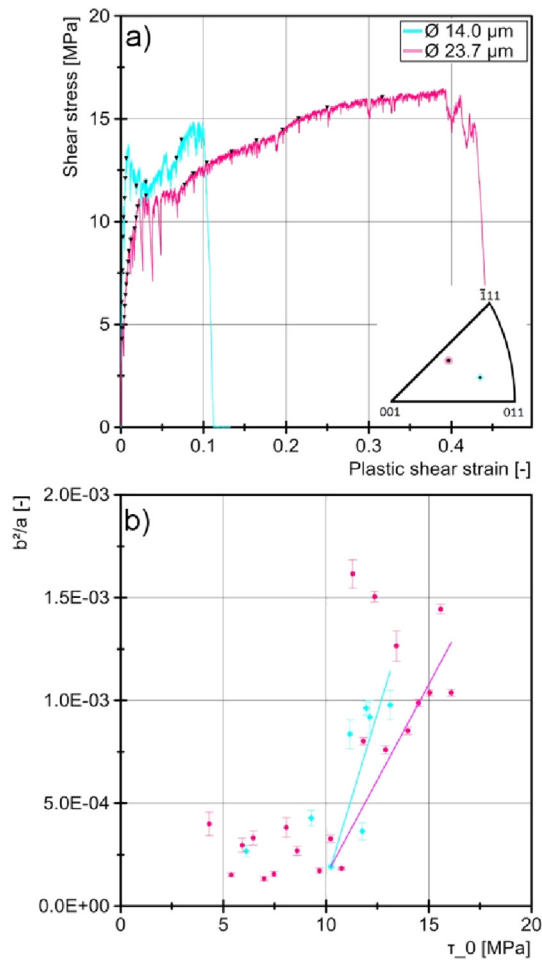 a)
Shear stress [MPa]
20
15
10
5
0
Ø 14.0 µm
Ø 23.7 µm
1̅11
001
011
0
0.1
0.2
0.3
0.4
Plastic shear strain [-]
b)
b²/a [-]
2.0E-03
1.5E-03
1.0E-03
5.0E-04
0.0E+00
0
5
10
15
20
τ_0 [MPa]